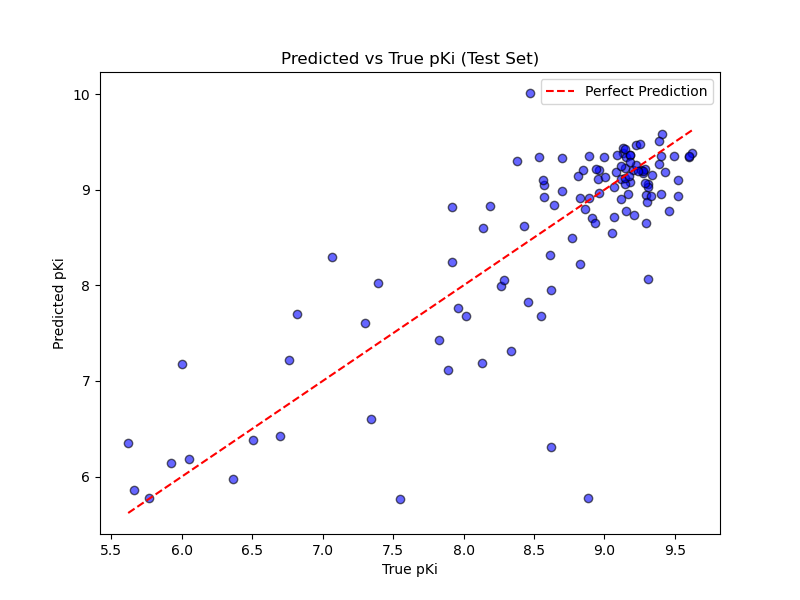 Predicted vs True pKi (Test Set)
Perfect Prediction
Predicted pKi
10
9
8
7
6
5.5 6.0 6.5 7.0 7.5 8.0 8.5 9.0 9.5
True pKi